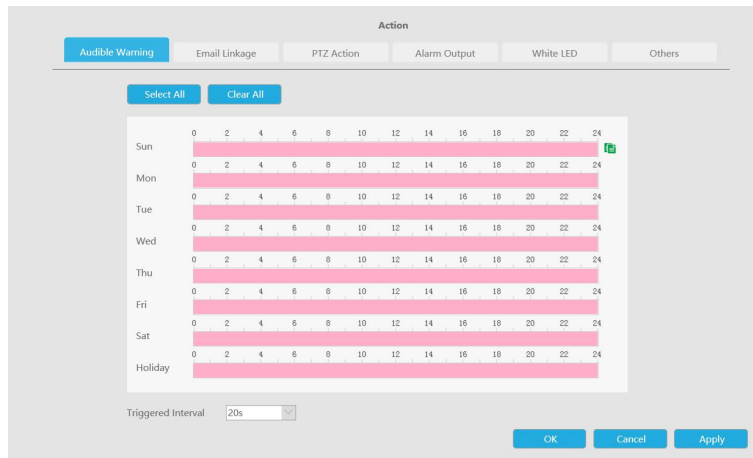 Action
Audible Warning Email Linkage PTZ Action Alarm Output White LED Others
Select All Clear All
0 2 4 6 8 10 12 14 16 18 20 22 24
Sun
0 2 4 6 8 10 12 14 16 18 20 22 24
Mon
0 2 4 6 8 10 12 14 16 18 20 22 24
Tue
0 2 4 6 8 10 12 14 16 18 20 22 24
Wed
0 2 4 6 8 10 12 14 16 18 20 22 24
Thu
0 2 4 6 8 10 12 14 16 18 20 22 24
Fri
0 2 4 6 8 10 12 14 16 18 20 22 24
Sat
0 2 4 6 8 10 12 14 16 18 20 22 24
Holiday
Triggered Interval 20s
OK Cancel Apply